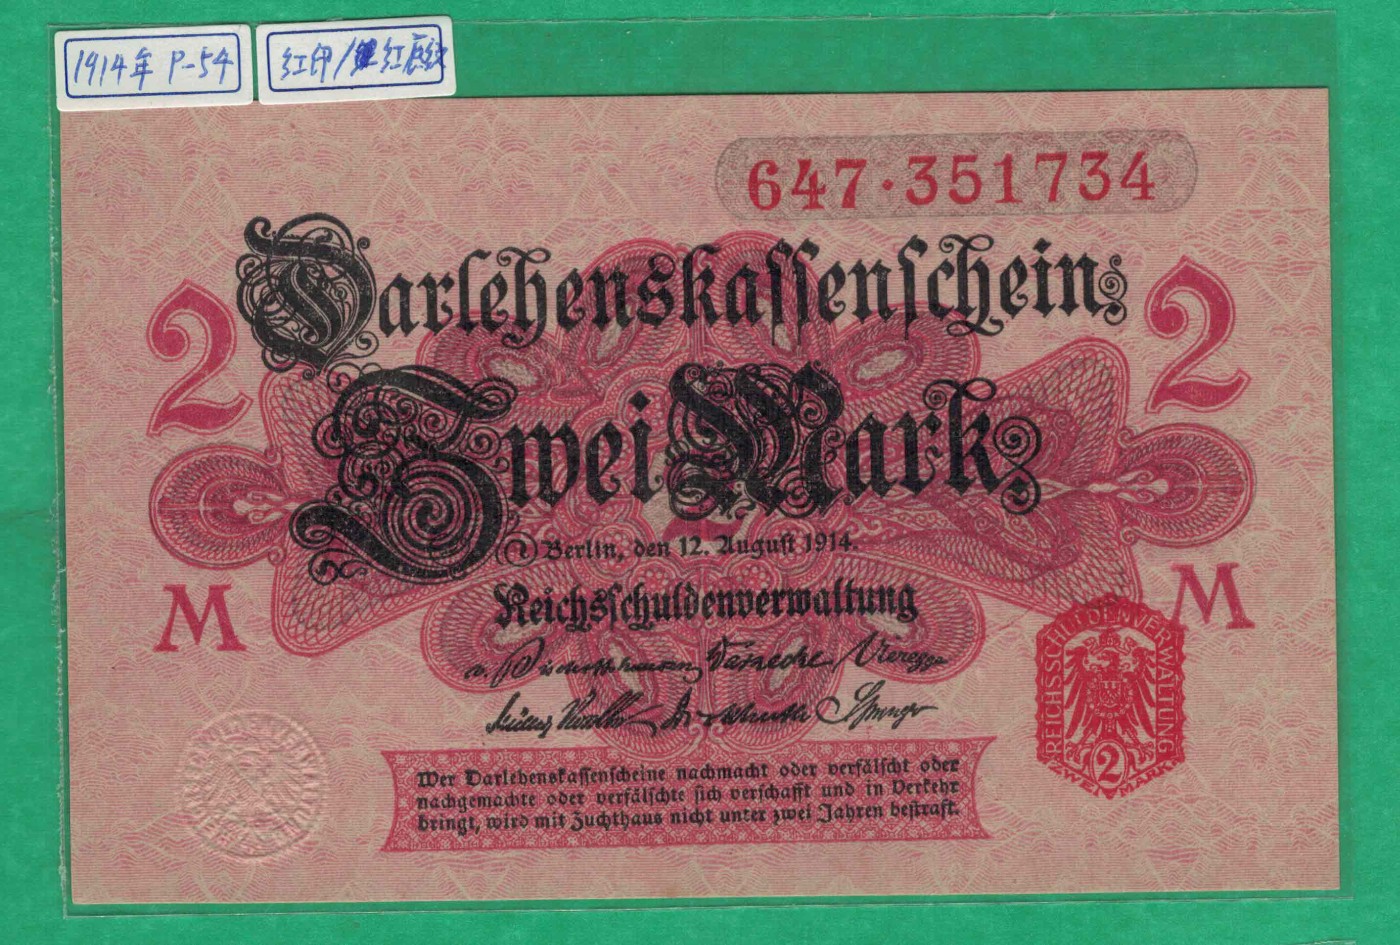 1914年 P-54
红印/红底纹
647·351734
Darlehenskassenschein
2
2
Zwei Mark
Berlin, den 12. August 1914.
Reichsschuldenverwaltung
M
M
REICHSSCHULDENVERWALTUNG
2
ZWEI MARK
Wer Darlehenskassenscheine nachmacht oder verfälscht oder
nachgemachte oder verfälschte sich verschafft und in Verkehr
bringt, wird mit Zuchthaus nicht unter zwei Jahren bestraft.